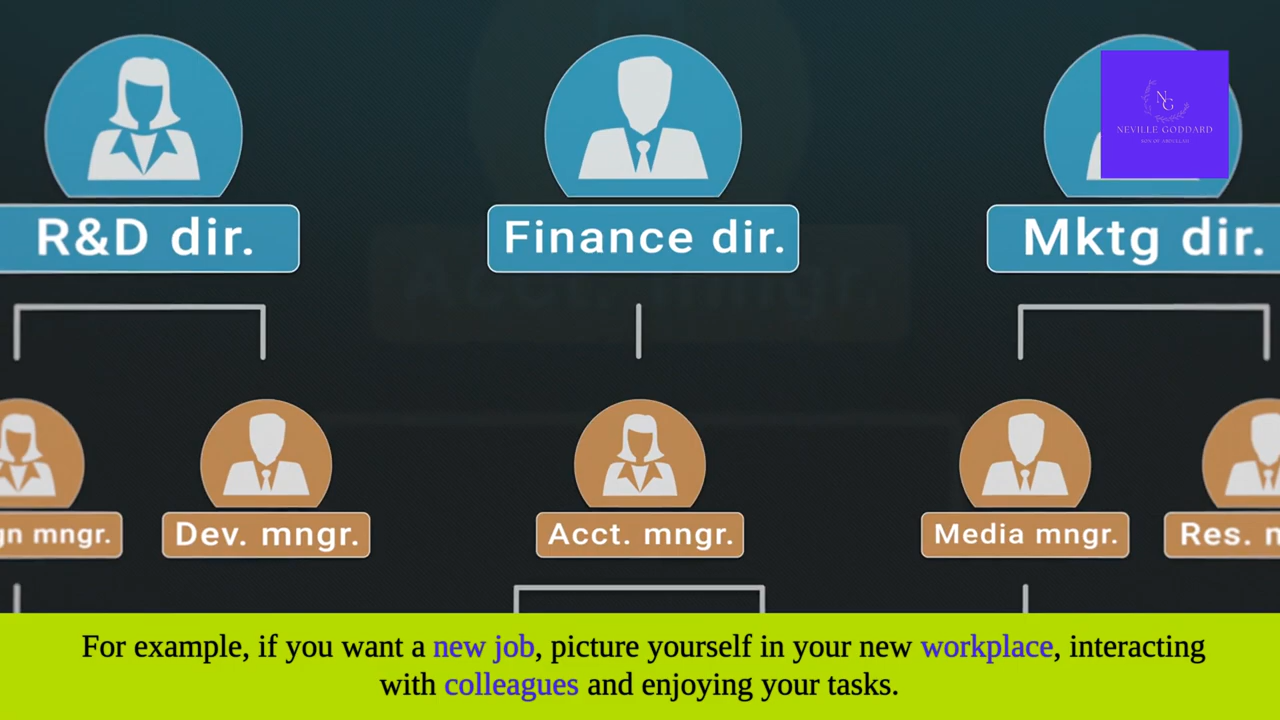 NG
NEVILLE GODDARD
R&D dir.
Finance dir.
Mktg dir.
gn mngr.
Dev. mngr.
Acct. mngr.
Media mngr.
Res. m
For example, if you want a new job, picture yourself in your new workplace, interacting
with colleagues and enjoying your tasks.